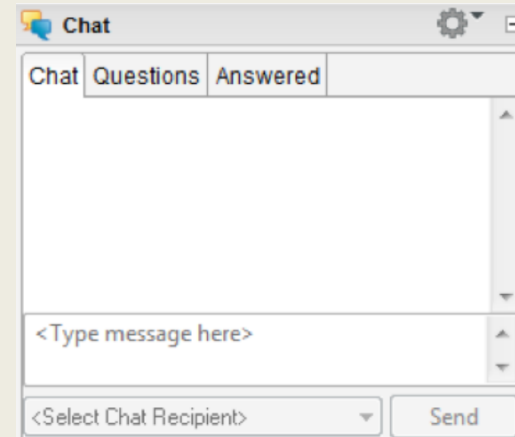 Chat
Chat Questions Answered
<Type message here>
<Select Chat Recipient> Send